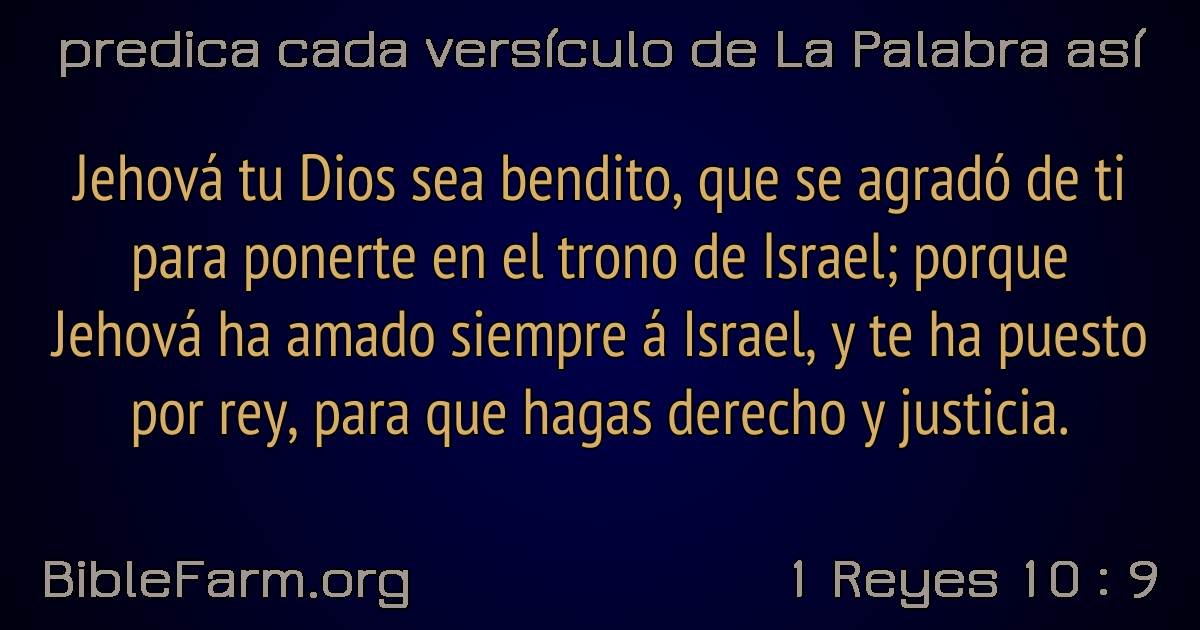 predica cada versículo de La Palabra así
Jehová tu Dios sea bendito, que se agradó de ti
para ponerte en el trono de Israel; porque
Jehová ha amado siempre á Israel, y te ha puesto
por rey, para que hagas derecho y justicia.
BibleFarm.org
1 Reyes 10 : 9